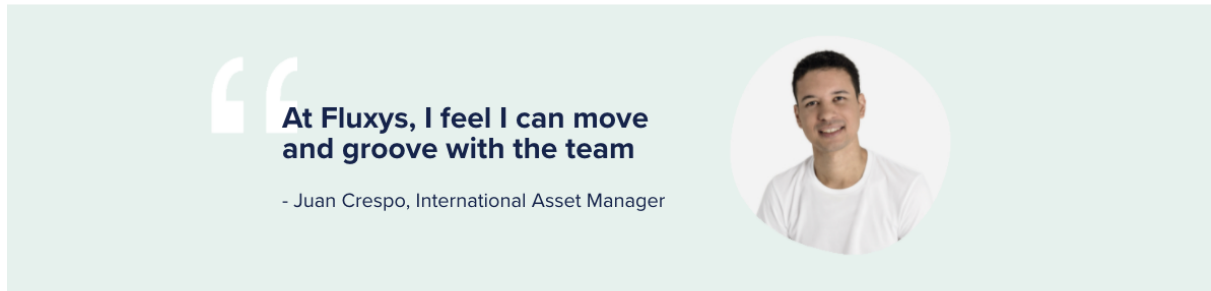 “
At Fluxys, I feel I can move
and groove with the team
- Juan Crespo, International Asset Manager